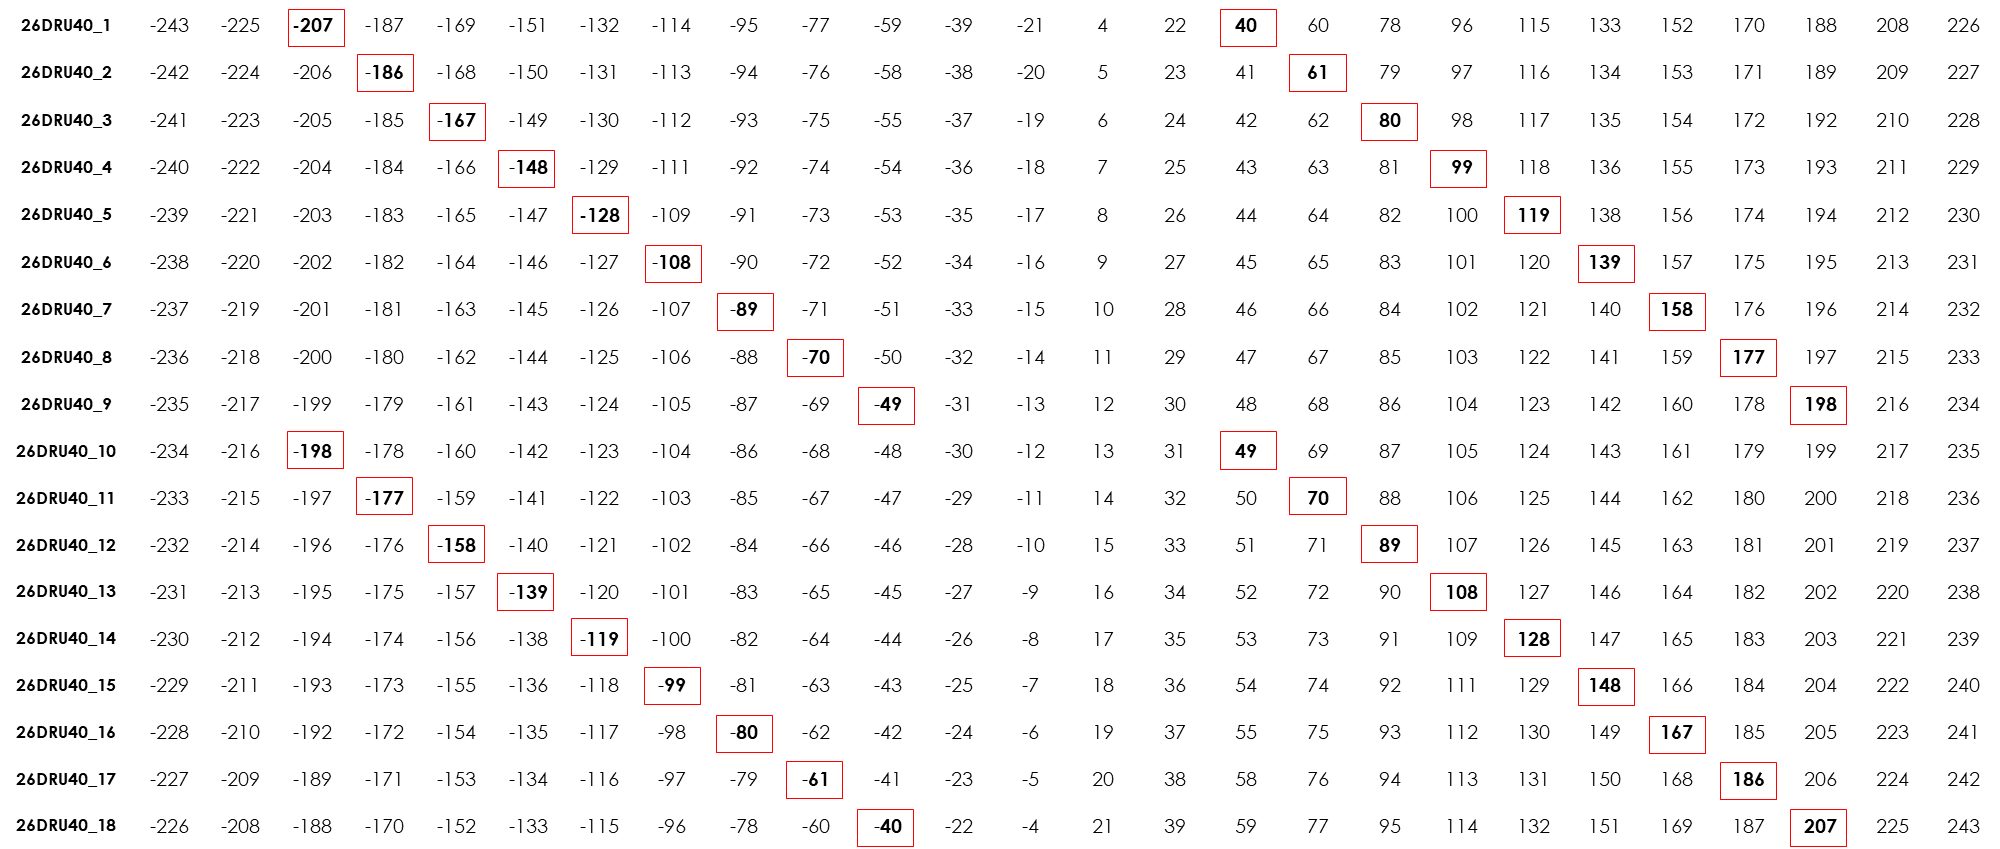 26DRU40_1 -243 -225 -207 -187 -169 -151 -132 -114 -95 -77 -59 -39 -21 4 22 40 60 78 96 115 133 152 170 188 208 226
26DRU40_2 -242 -224 -206 -186 -168 -150 -131 -113 -94 -76 -58 -38 -20 5 23 41 61 79 97 116 134 153 171 189 209 227
26DRU40_3 -241 -223 -205 -185 -167 -149 -130 -112 -93 -75 -55 -37 -19 6 24 42 62 80 98 117 135 154 172 192 210 228
26DRU40_4 -240 -222 -204 -184 -166 -148 -129 -111 -92 -74 -54 -36 -18 7 25 43 63 81 99 118 136 155 173 193 211 229
26DRU40_5 -239 -221 -203 -183 -165 -147 -128 -109 -91 -73 -53 -35 -17 8 26 44 64 82 100 119 138 156 174 194 212 230
26DRU40_6 -238 -220 -202 -182 -164 -146 -127 -108 -90 -72 -52 -34 -16 9 27 45 65 83 101 120 139 157 175 195 213 231
26DRU40_7 -237 -219 -201 -181 -163 -145 -126 -107 -89 -71 -51 -33 -15 10 28 46 66 84 102 121 140 158 176 196 214 232
26DRU40_8 -236 -218 -200 -180 -162 -144 -125 -106 -88 -70 -50 -32 -14 11 29 47 67 85 103 122 141 159 177 197 215 233
26DRU40_9 -235 -217 -199 -179 -161 -143 -124 -105 -87 -69 -49 -31 -13 12 30 48 68 86 104 123 142 160 178 198 216 234
26DRU40_10 -234 -216 -198 -178 -160 -142 -123 -104 -86 -68 -48 -30 -12 13 31 49 69 87 105 124 143 161 179 199 217 235
26DRU40_11 -233 -215 -197 -177 -159 -141 -122 -103 -85 -67 -47 -29 -11 14 32 50 70 88 106 125 144 162 180 200 218 236
26DRU40_12 -232 -214 -196 -176 -158 -140 -121 -102 -84 -66 -46 -28 -10 15 33 51 71 89 107 126 145 163 181 201 219 237
26DRU40_13 -231 -213 -195 -175 -157 -139 -120 -101 -83 -65 -45 -27 -9 16 34 52 72 90 108 127 146 164 182 202 220 238
26DRU40_14 -230 -212 -194 -174 -156 -138 -119 -100 -82 -64 -44 -26 -8 17 35 53 73 91 109 128 147 165 183 203 221 239
26DRU40_15 -229 -211 -193 -173 -155 -136 -118 -99 -81 -63 -43 -25 -7 18 36 54 74 92 111 129 148 166 184 204 222 240
26DRU40_16 -228 -210 -192 -172 -154 -135 -117 -98 -80 -62 -42 -24 -6 19 37 55 75 93 112 130 149 167 185 205 223 241
26DRU40_17 -227 -209 -189 -171 -153 -134 -116 -97 -79 -61 -41 -23 -5 20 38 58 76 94 113 131 150 168 186 206 224 242
26DRU40_18 -226 -208 -188 -170 -152 -133 -115 -96 -78 -60 -40 -22 -4 21 39 59 77 95 114 132 151 169 187 207 225 243